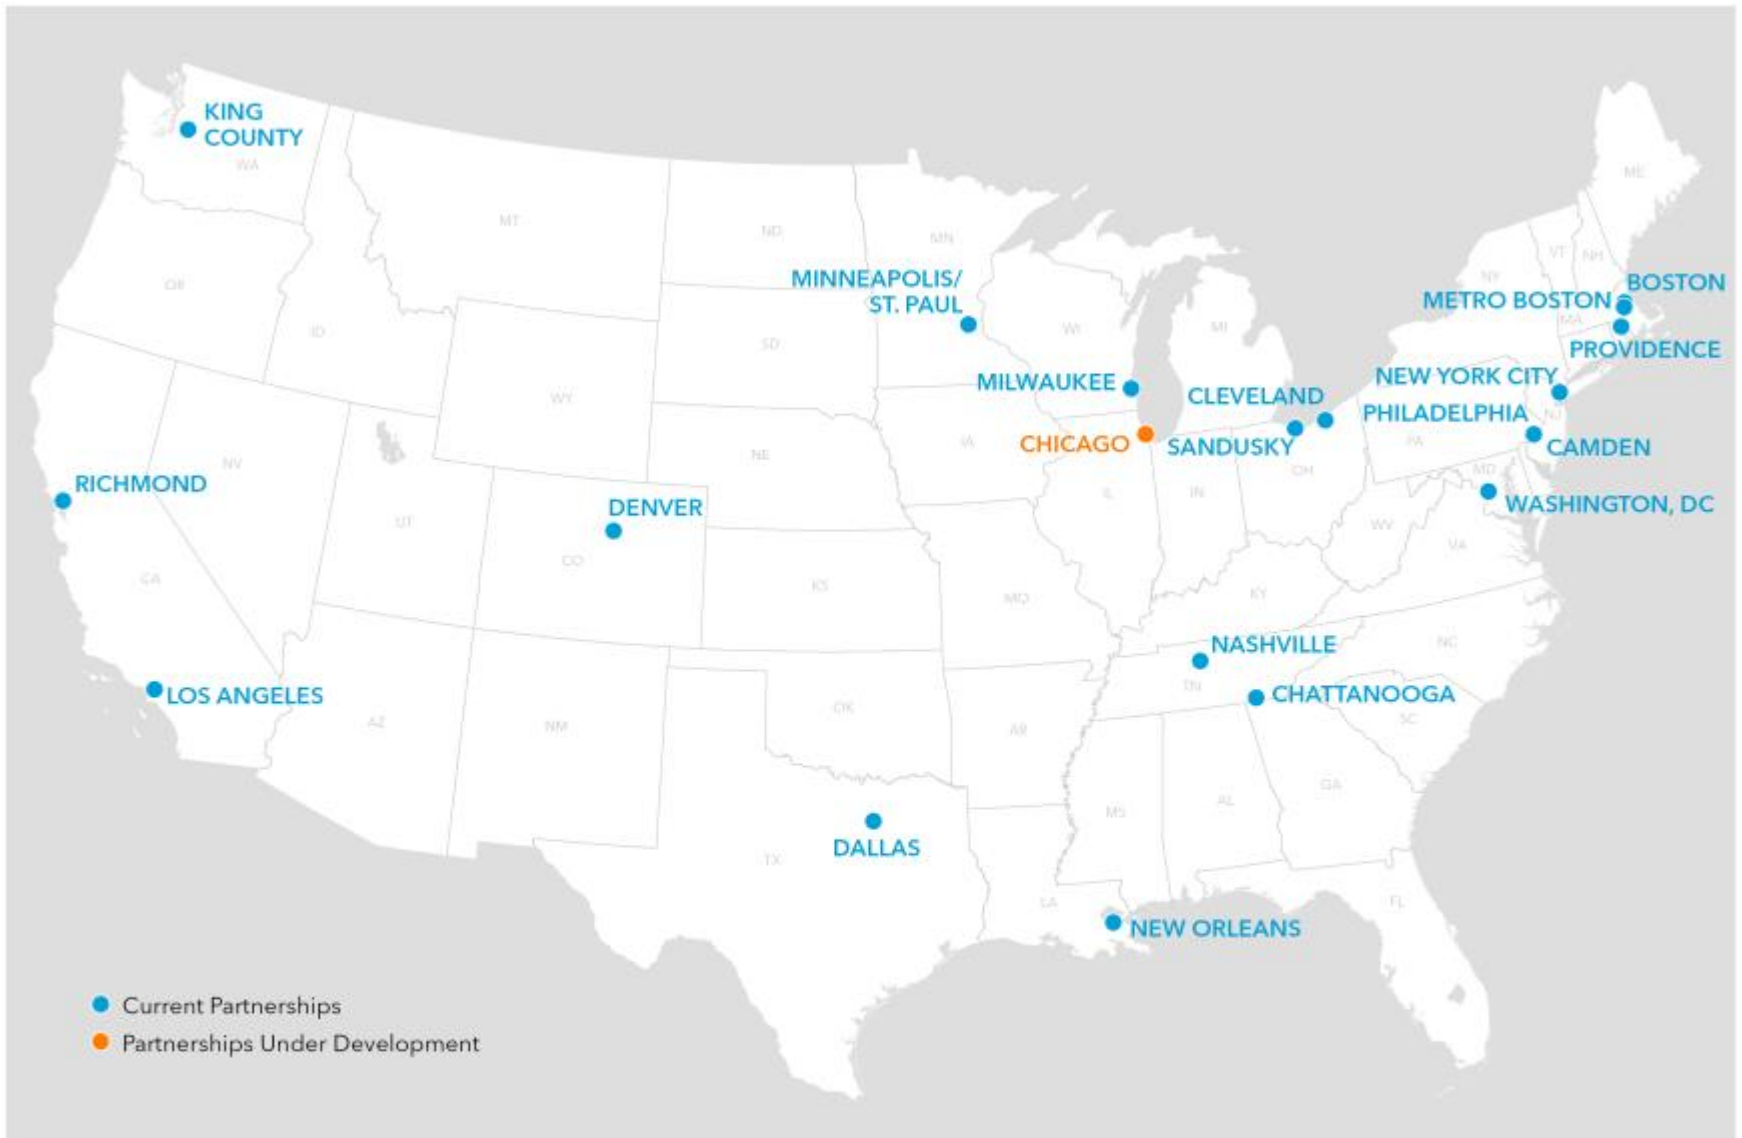 KING
COUNTY
WA
MT
ND
MN
ME
OR
ID
MINNEAPOLIS/
ST. PAUL
VT
NH
NY
BOSTON
METRO BOSTON
MA
PROVIDENCE
SD
WI
MI
WY
MILWAUKEE
CLEVELAND
NEW YORK CITY
PHILADELPHIA
NJ
CHICAGO
SANDUSKY
CAMDEN
IA
PA
OH
MD
NE
NV
RICHMOND
DENVER
IL
IN
WASHINGTON, DC
UT
WV
VA
CO
CA
KS
MO
KY
NASHVILLE
NC
TN
LOS ANGELES
CHATTANOOGA
AZ
NM
OK
AR
SC
MS
AL
GA
DALLAS
TX
LA
FL
NEW ORLEANS
Current Partnerships
Partnerships Under Development